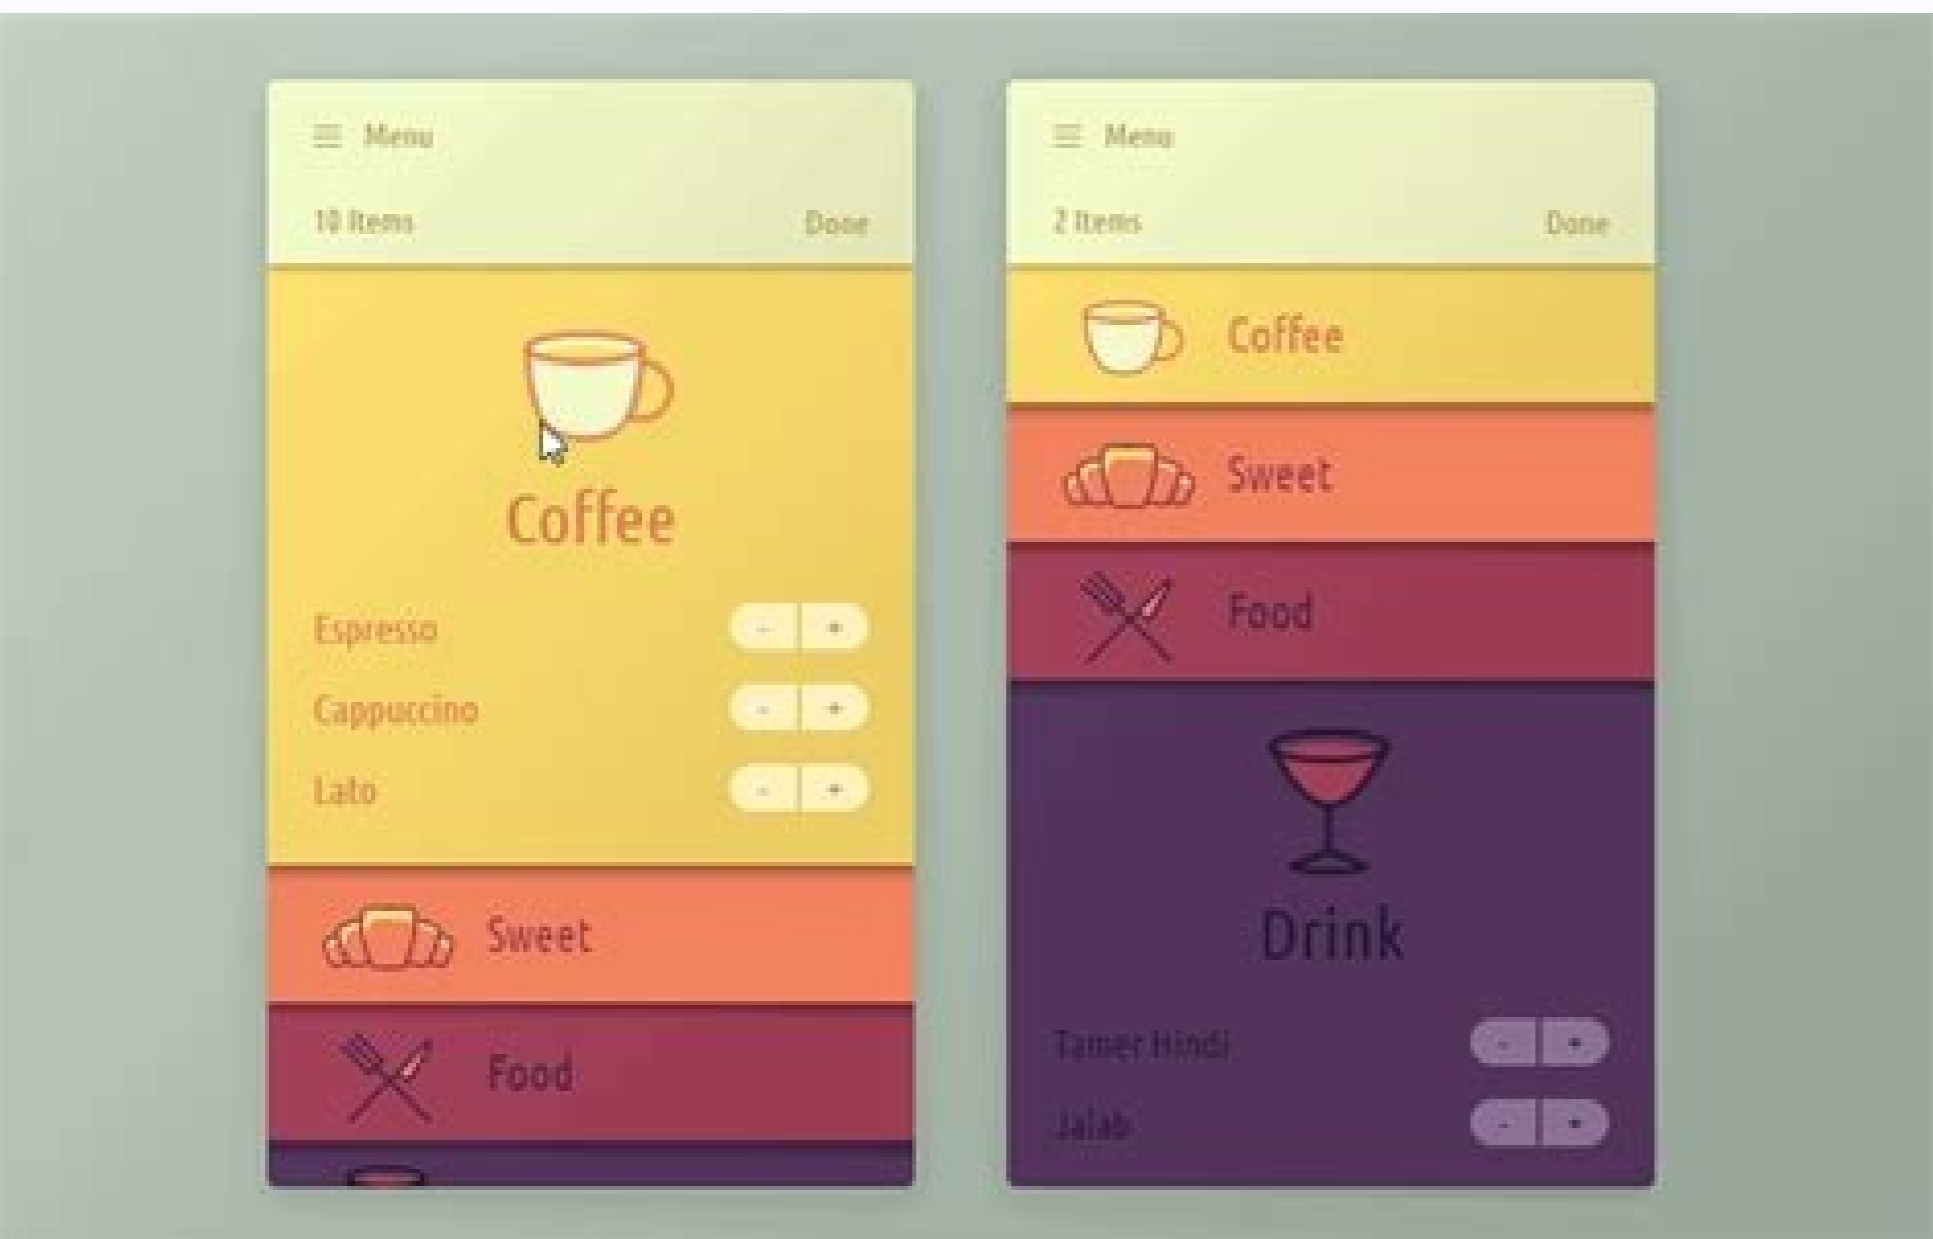 Menu
10 Items
Done
Coffee
Espresso
- +
Cappuccino
- +
Lato
- +
Sweet
Food
Menu
2 Items
Done
Coffee
Sweet
Food
Drink
Tamer Hindi
- +
Jalab
- +